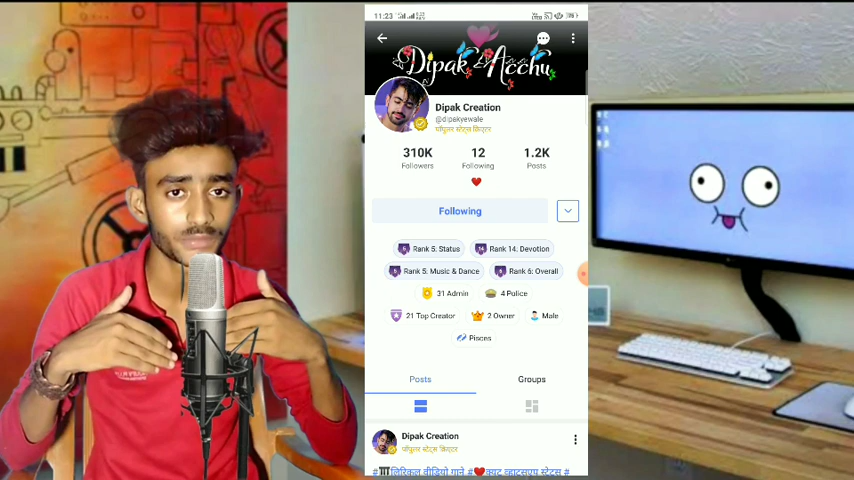 11:23
Dipak Acchu
Dipak Creation
@dipakyewale
पॉपूलर स्टेट्स क्रिएटर
310K 12 1.2K
Followers Following Posts
Following
Rank 5: Status Rank 14: Devotion
Rank 5: Music & Dance Rank 6: Overall
31 Admin 4 Police
21 Top Creator 2 Owner Male
Pisces
Posts Groups
Dipak Creation
पॉपूलर स्टेट्स क्रिएटर
#लिरिकल वीडियो गाने #❤️क्यूट व्हाट्सएप स्टेटस #